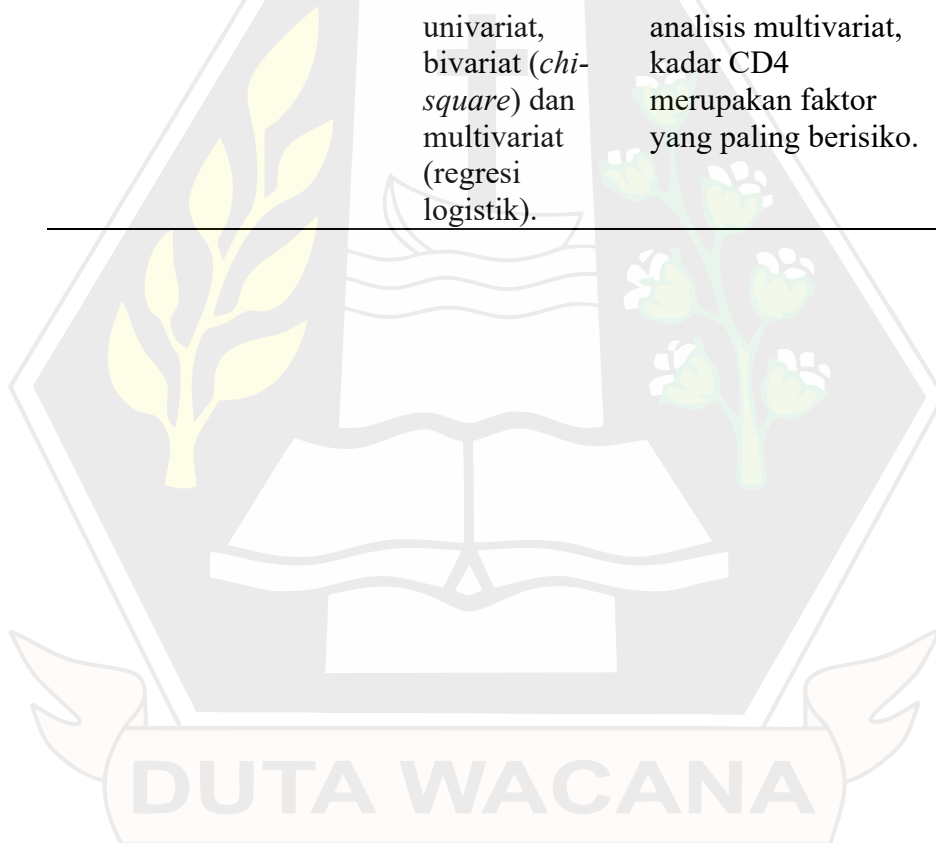 univariat,
bivariat (chi-
square) dan
multivariat
(regresi
logistik).
analisis multivariat,
kadar CD4
merupakan faktor
yang paling berisiko.
DUTA WACANA